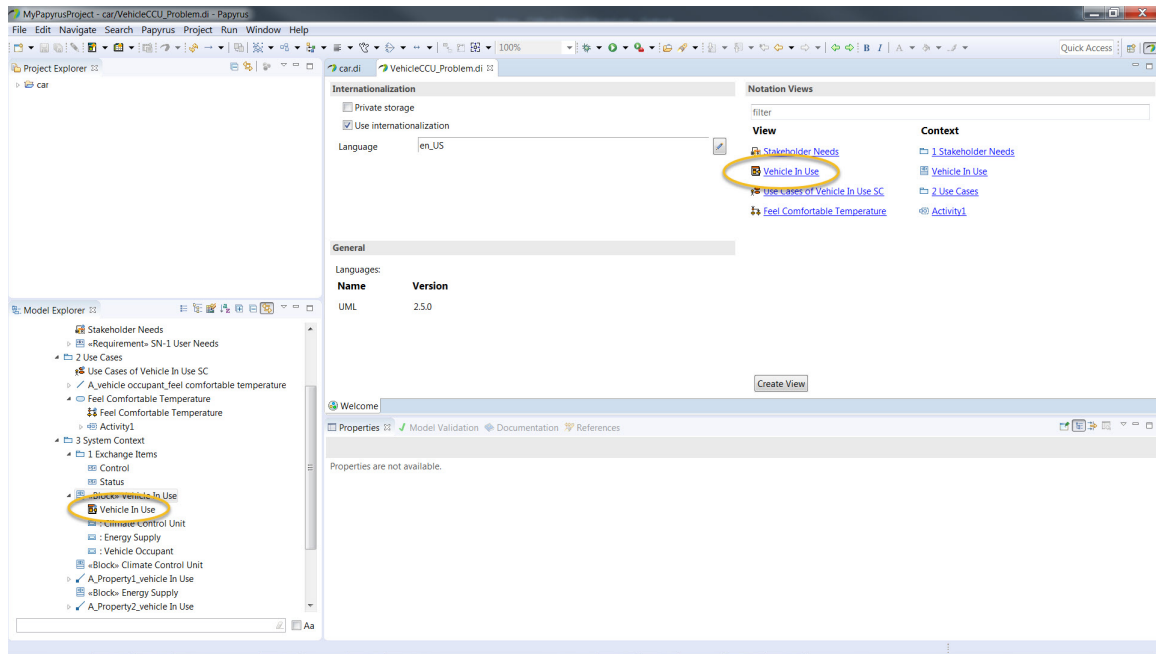 MyPapyrusProject - car/VehicleCCU_Problem.di - Papyrus
File Edit Navigate Search Papyrus Project Run Window Help
100%
B I A
Quick Access
Project Explorer
car
car.di
VehicleCCU_Problem.di
Internationalization
Private storage
Use internationalization
Language
en_US
General
Languages:
Name Version
UML 2.5.0
Notation Views
filter
View Context
Stakeholder Needs 1 Stakeholder Needs
Vehicle In Use Vehicle In Use
Use Cases of Vehicle In Use SC 2 Use Cases
Feel Comfortable Temperature Activity1
Create View
Welcome
Model Explorer
Stakeholder Needs
«Requirement» SN-1 User Needs
2 Use Cases
Use Cases of Vehicle In Use SC
A_vehicle occupant_feel comfortable temperature
Feel Comfortable Temperature
Feel Comfortable Temperature
Activity1
3 System Context
1 Exchange Items
Control
Status
«Block» Vehicle In Use
Vehicle In Use
: Climate Control Unit
: Energy Supply
: Vehicle Occupant
«Block» Climate Control Unit
A_Property1_vehicle In Use
«Block» Energy Supply
A_Property2_vehicle In Use
Aa
Properties Model Validation Documentation References
Properties are not available.